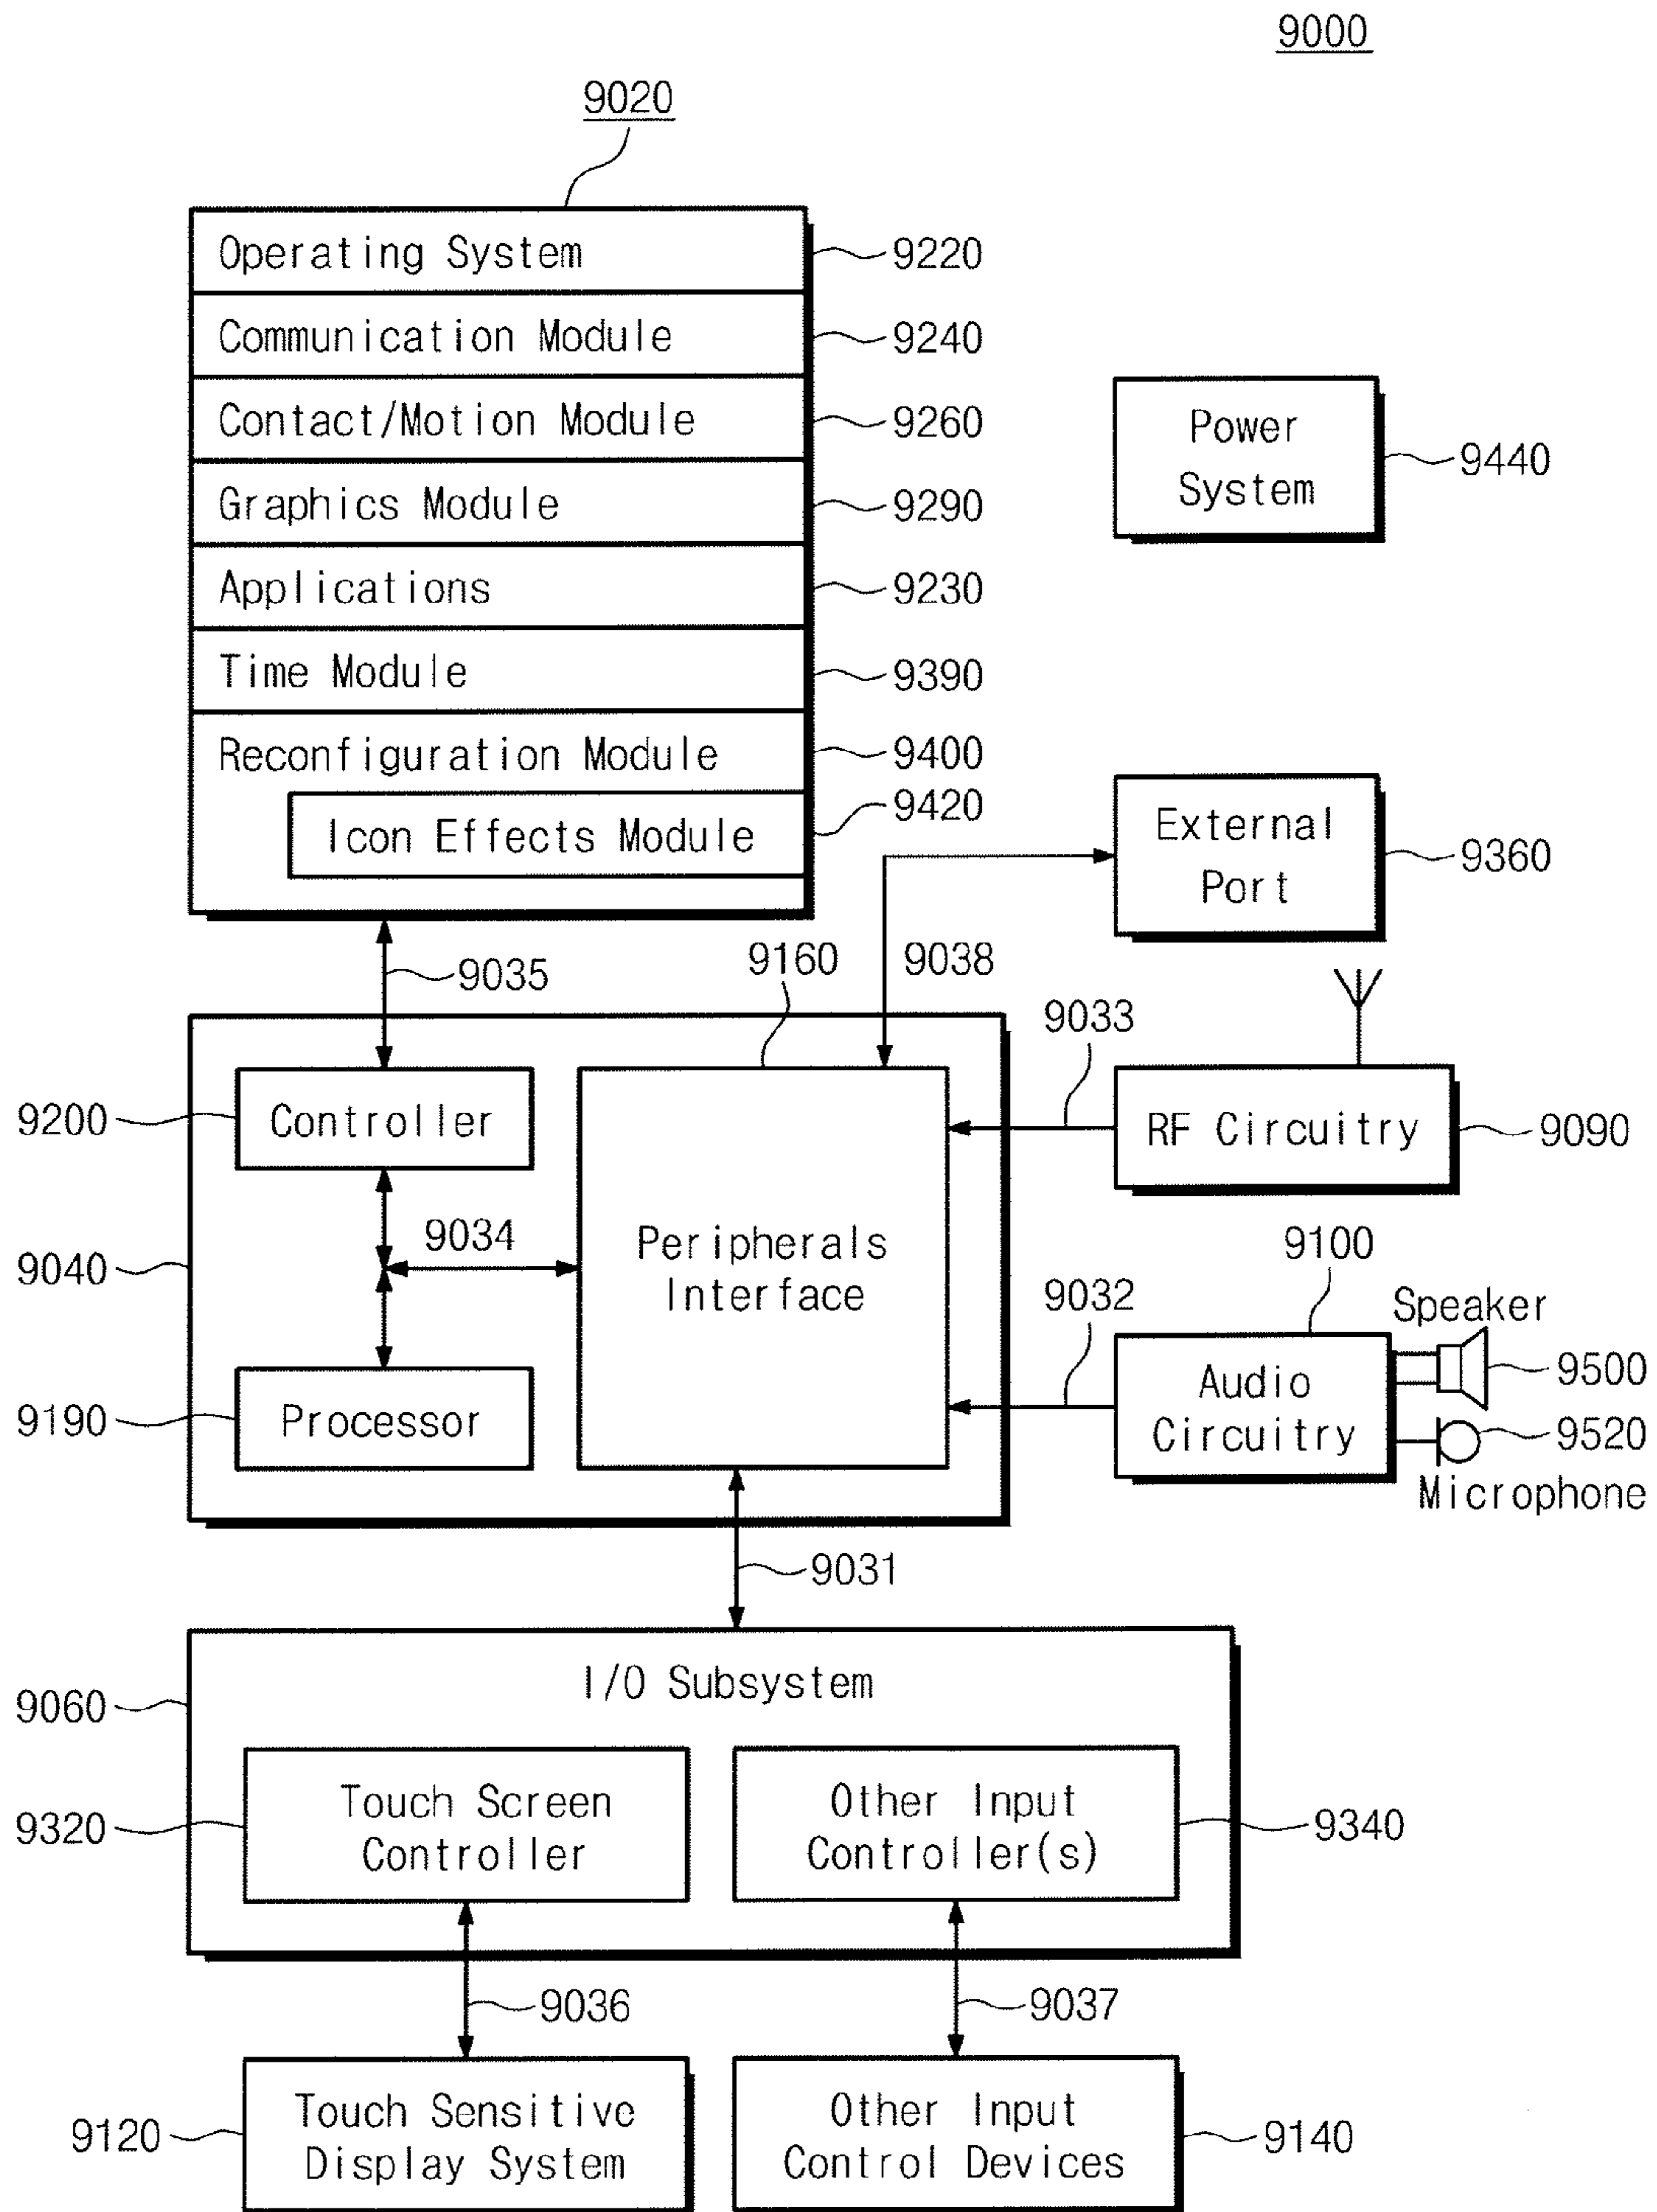 9000
9020
Operating System
9220
Communication Module
9240
Contact/Motion Module
9260
Graphics Module
9290
Applications
9230
Time Module
9390
Reconfiguration Module
9400
Icon Effects Module
9420
Power
System
9440
External
Port
9360
9035
9160
9038
9033
9200
Controller
RF Circuitry
9090
9034
9040
Peripherals
Interface
9032
9100
Speaker
9190
Processor
Audio
Circuitry
9500
9520
Microphone
9031
I/O Subsystem
9060
Touch Screen
Controller
9320
Other Input
Controller(s)
9340
9036
9037
Touch Sensitive
Display System
9120
Other Input
Control Devices
9140